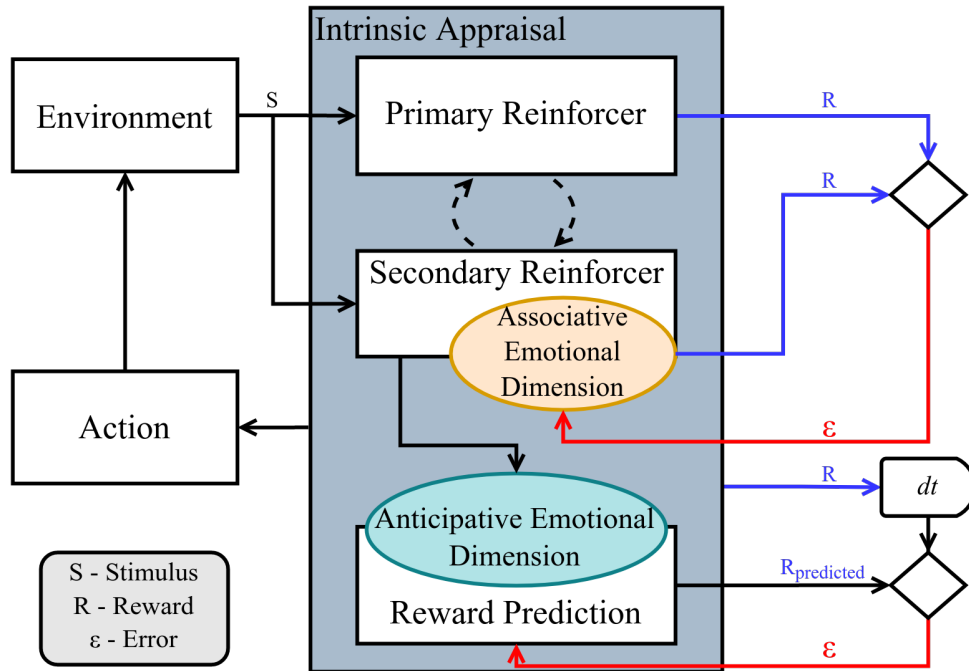 Intrinsic Appraisal
Environment
S
Primary Reinforcer
R
R
Secondary Reinforcer
Associative
Emotional
Dimension
Action
ε
R
dt
Anticipative Emotional
Dimension
R_predicted
Reward Prediction
ε
S - Stimulus
R - Reward
ε - Error